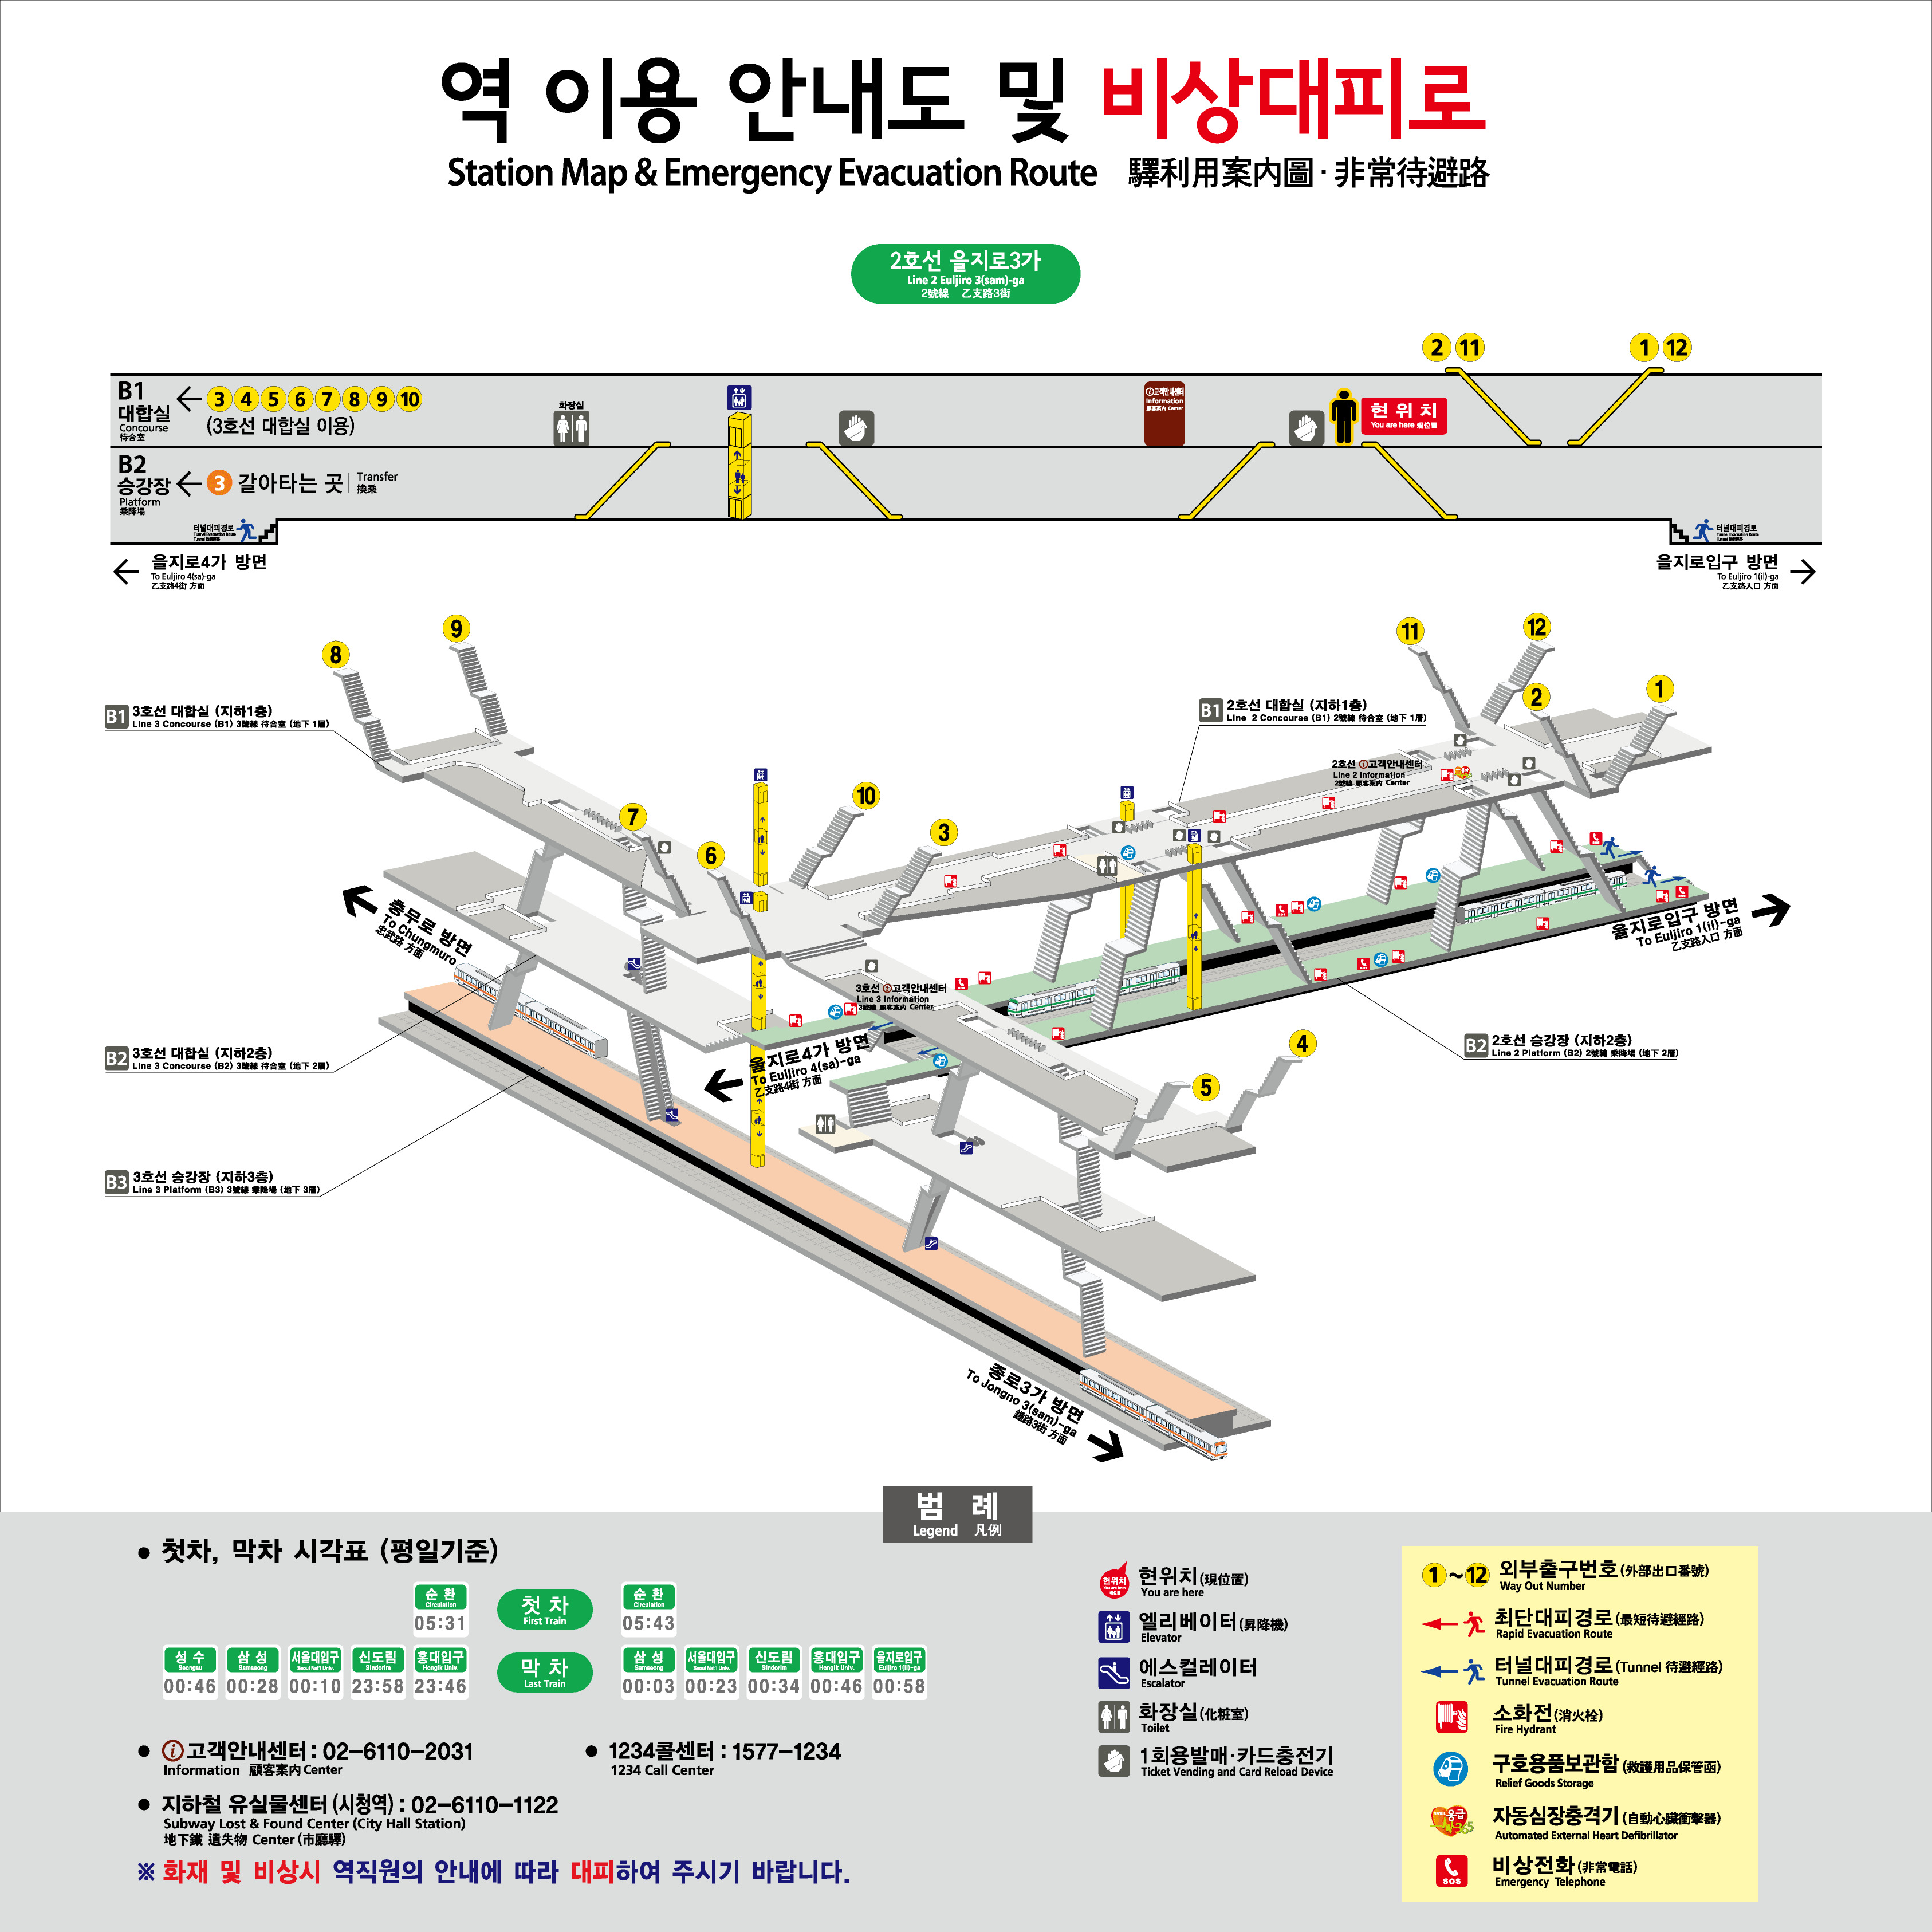 역 이용 안내도 및 비상대피로
Station Map & Emergency Evacuation Route 驛利用案內圖·非常待避路
2호선 을지로3가
Line 2 Euljiro 3(sam)-ga
2號線 乙支路3街
2 11
1 12
B1
대합실
Concourse
待合室
3 4 5 6 7 8 9 10
(3호선 대합실 이용)
화장실
ⓘ고객안내센터
Information
顧客案內 Center
현 위 치
You are here 現位置
B2
승강장
Platform
乘降場
3 갈아타는 곳
Transfer
換乘
터널대피경로
Tunnel Evacuation Route
터널대피경로
Tunnel Evacuation Route
을지로4가 방면
To Euljiro 4(sa)-ga
乙支路4街 方面
을지로입구 방면
To Euljiro 1(il)-ga
乙支路入口 方面
9
8
11
12
2
1
B1 3호선 대합실 (지하1층)
Line 3 Concourse (B1) 3號線 待合室 (地下 1層)
B1 2호선 대합실 (지하1층)
Line 2 Concourse (B1) 2號線 待合室 (地下 1層)
2호선 ⓘ고객안내센터
Line 2 Information
2號線 顧客案內 Center
7
6
10
3
충무로 방면
To Chungmuro
忠武路 方面
을지로입구 방면
To Euljiro 1(il)-ga
乙支路入口 方面
3호선 ⓘ고객안내센터
Line 3 Information
3號線 顧客案內 Center
B2 3호선 대합실 (지하2층)
Line 3 Concourse (B2) 3號線 待合室 (地下 2層)
을지로4가 방면
To Euljiro 4(sa)-ga
乙支路4街 方面
4
5
B2 2호선 승강장 (지하2층)
Line 2 Platform (B2) 2號線 乘降場 (地下 2層)
B3 3호선 승강장 (지하3층)
Line 3 Platform (B3) 3號線 乘降場 (地下 3層)
종로3가 방면
To Jongno 3(sam)-ga
鍾路3街 方面
범 례
Legend 凡例
● 첫차, 막차 시각표 (평일기준)
순 환
Circulation
05:31
첫 차
First Train
순 환
Circulation
05:43
성 수 삼 성 서울대입구 신도림 홍대입구
Seongsu Samseong Seoul Nat'l Univ. Sindorim Hongik Univ.
00:46 00:28 00:10 23:58 23:46
막 차
Last Train
삼 성 서울대입구 신도림 홍대입구 을지로입구
Samseong Seoul Nat'l Univ. Sindorim Hongik Univ. Euljiro 1(il)-ga
00:03 00:23 00:34 00:46 00:58
● ⓘ고객안내센터 : 02-6110-2031
Information 顧客案內 Center
● 1234콜센터 : 1577-1234
1234 Call Center
● 지하철 유실물센터 (시청역) : 02-6110-1122
Subway Lost & Found Center (City Hall Station)
地下鐵 遺失物 Center (市廳驛)
※ 화재 및 비상시 역직원의 안내에 따라 대피하여 주시기 바랍니다.
현위치
You are here
현위치(現位置)
You are here
엘리베이터(昇降機)
Elevator
에스컬레이터
Escalator
화장실(化粧室)
Toilet
1회용발매·카드충전기
Ticket Vending and Card Reload Device
1~12 외부출구번호(外部出口番號)
Way Out Number
최단대피경로(最短待避經路)
Rapid Evacuation Route
터널대피경로(Tunnel 待避經路)
Tunnel Evacuation Route
소화전(消火栓)
Fire Hydrant
구호용품보관함(救護用品保管函)
Relief Goods Storage
응급
365
자동심장충격기(自動心臟衝擊器)
Automated External Heart Defibrillator
SOS
비상전화(非常電話)
Emergency Telephone